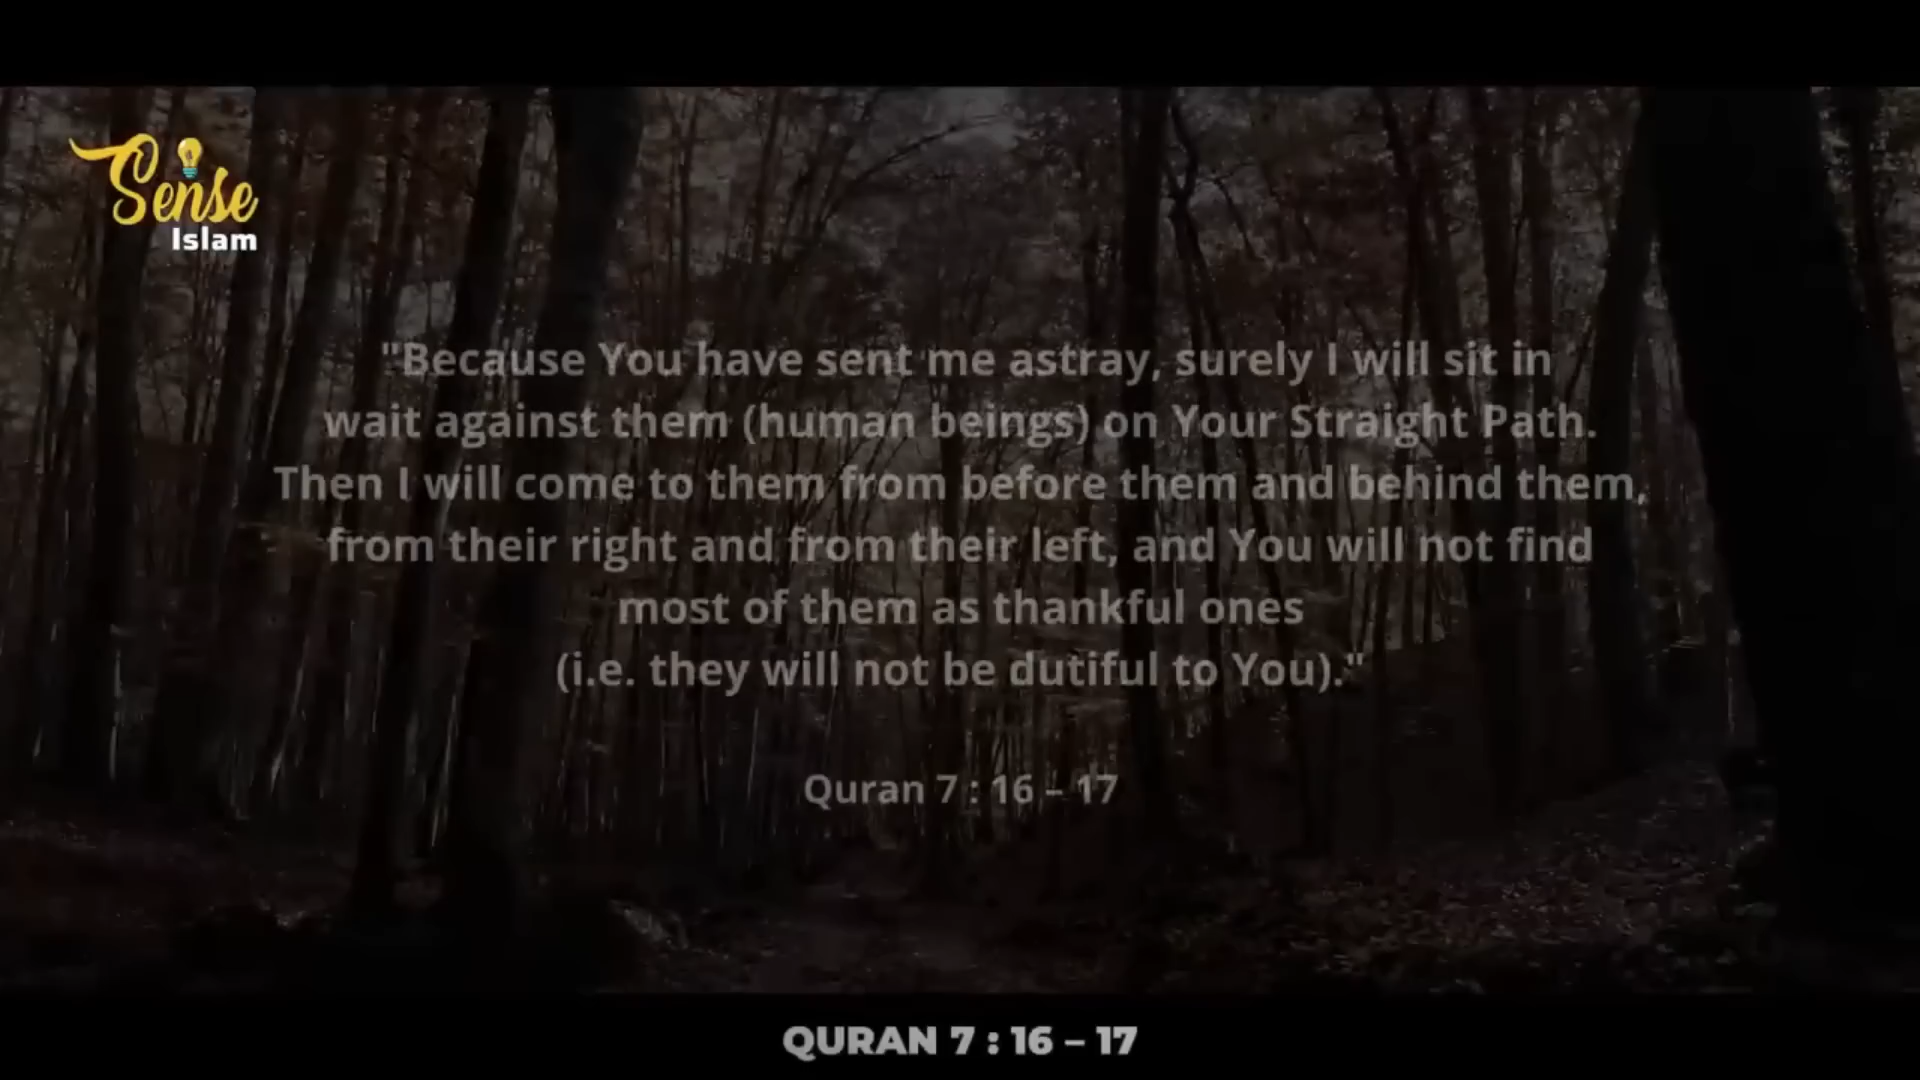 Sense
Islam
"Because You have sent me astray, surely I will sit in
wait against them (human beings) on Your Straight Path.
Then I will come to them from before them and behind them,
from their right and from their left, and You will not find
most of them as thankful ones
(i.e. they will not be dutiful to You)."
Quran 7 : 16 – 17
QURAN 7 : 16 – 17